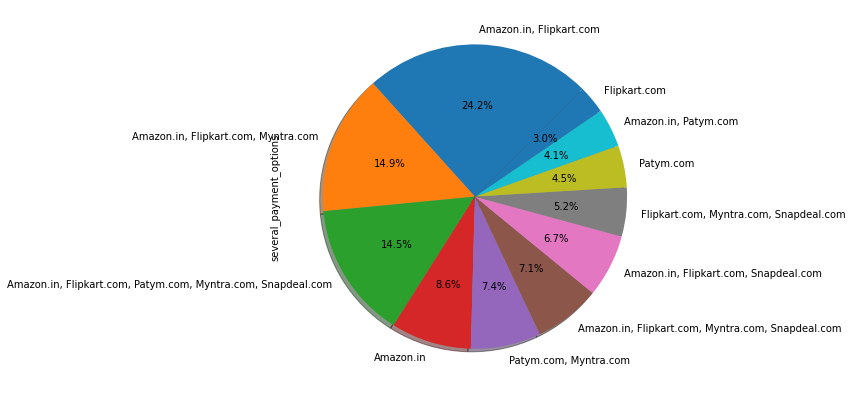 Amazon.in, Flipkart.com
Flipkart.com
24.2%
Amazon.in, Patym.com
Amazon.in, Flipkart.com, Myntra.com
3.0%
4.1%
14.9%
Patym.com
4.5%
several_payment_options
5.2%
Flipkart.com, Myntra.com, Snapdeal.com
6.7%
14.5%
Amazon.in, Flipkart.com, Snapdeal.com
7.1%
Amazon.in, Flipkart.com, Patym.com, Myntra.com, Snapdeal.com
8.6%
7.4%
Amazon.in, Flipkart.com, Myntra.com, Snapdeal.com
Amazon.in
Patym.com, Myntra.com